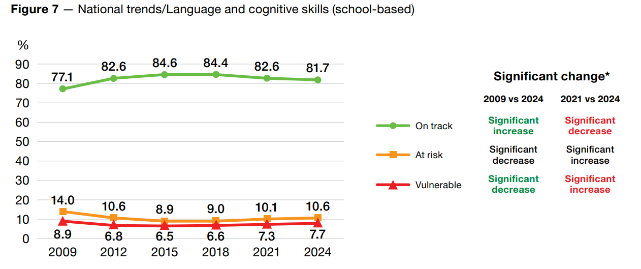 Figure 7 — National trends/Language and cognitive skills (school-based)
%
90
80
70
60
50
40
30
20
10
0
77.1 82.6 84.6 84.4 82.6 81.7
14.0 10.6 8.9 9.0 10.1 10.6
8.9 6.8 6.5 6.6 7.3 7.7
2009 2012 2015 2018 2021 2024
Significant change*
2009 vs 2024 2021 vs 2024
On track Significant increase Significant decrease
At risk Significant decrease Significant increase
Vulnerable Significant decrease Significant increase